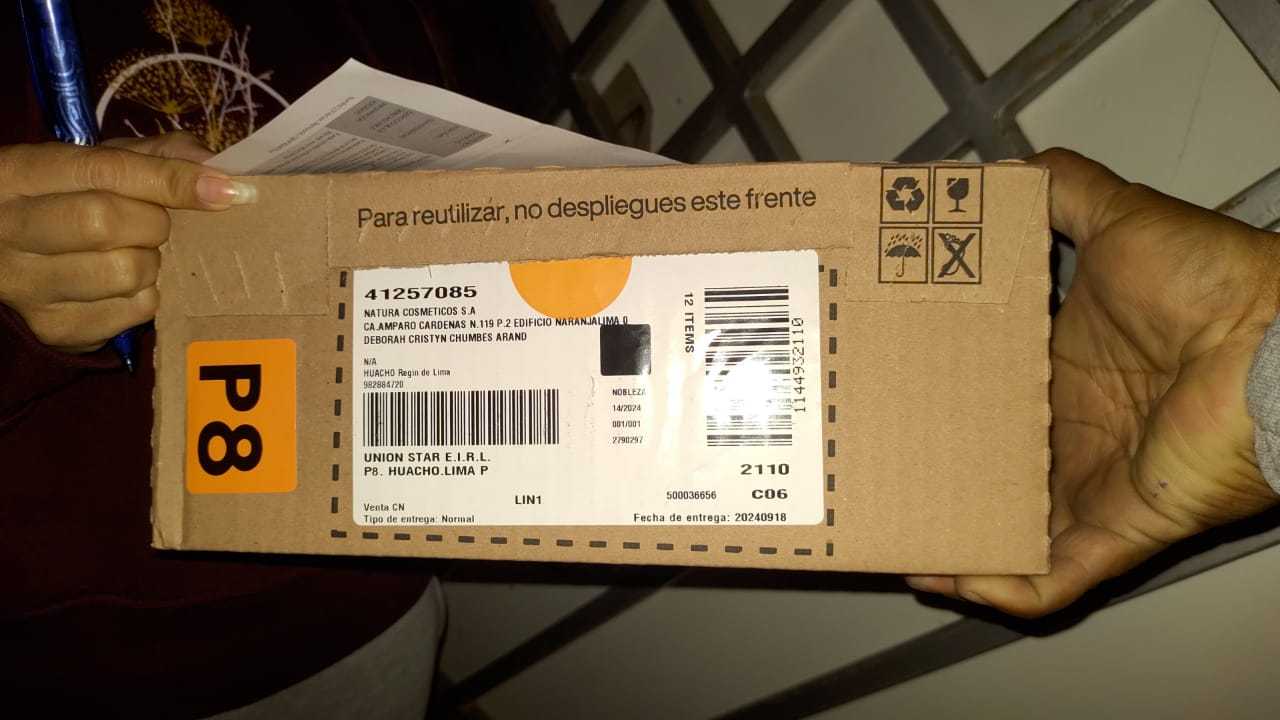 Para reutilizar, no despliegues este frente
41257085
NATURA COSMETICOS S.A
CA.AMPARO CARDENAS N.119 P.2 EDIFICIO NARANJALIMA 0
DEBORAH CRISTYN CHUMBES ARAND
N/A
HUACHO Regin de Lima
982884720
12 ITEMS
1144932110
NOBLEZA
14/2024
001/001
2790297
UNION STAR E.I.R.L.
P8. HUACHO.LIMA P
2110
LIN1
500036656
C06
Venta CN
Tipo de entrega: Normal
Fecha de entrega: 20240918
P8